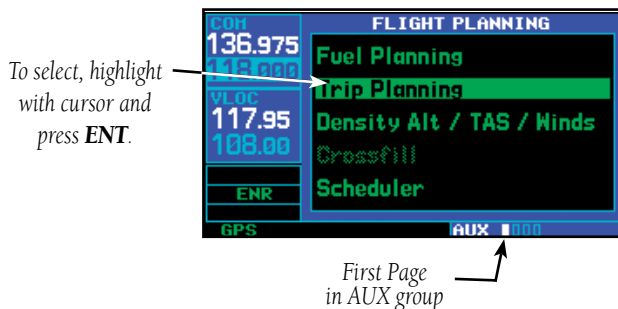 To select, highlight
with cursor and
press ENT.
COM
136.975
118.000
VLOC
117.95
108.00
ENR
GPS
FLIGHT PLANNING
Fuel Planning
Trip Planning
Density Alt / TAS / Winds
Crossfill
Scheduler
AUX
First Page
in AUX group